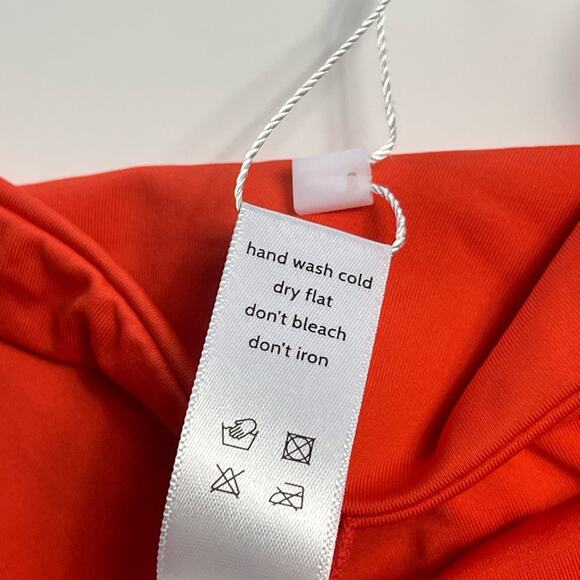 hand wash cold
dry flat
don't bleach
don't iron